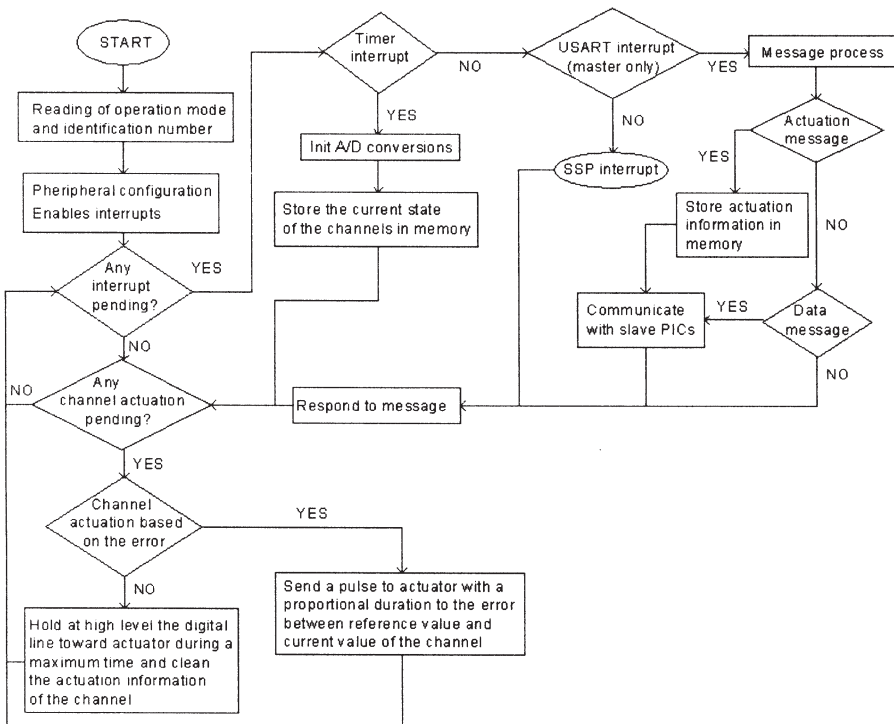 START
Reading of operation mode
and identification number
Pheripheral configuration
Enables interrupts
Any
interrupt
pending?
YES
NO
Any
channel actuation
pending?
NO
YES
Channel
actuation based
on the error
YES
NO
Hold at high level the digital
line toward actuator during a
maximum time and clean
the actuation information
of the channel
Send a pulse to actuator with a
proportional duration to the error
between reference value and
current value of the channel
Timer
interrupt
NO
YES
Init A/D conversions
Store the current state
of the channels in memory
USART interrupt
(master only)
YES
NO
SSP interrupt
Message process
Actuation
message
YES
NO
Store actuation
information in
memory
Communicate
with slave PICs
YES
Data
message
NO
Respond to message